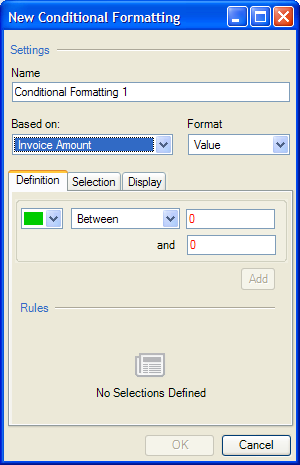 New Conditional Formatting
Settings
Name
Conditional Formatting 1
Based on: Format
Invoice Amount Value
Definition Selection Display
Between 0
and 0
Add
Rules
No Selections Defined
OK Cancel